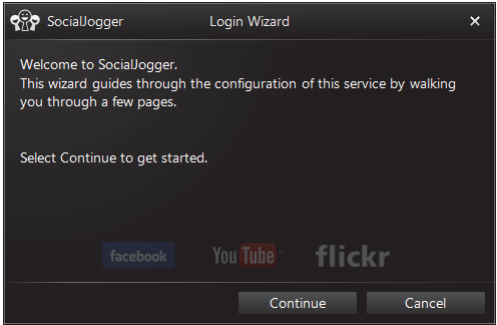 SocialJogger Login Wizard ×
Welcome to SocialJogger.
This wizard guides through the configuration of this service by walking
you through a few pages.
Select Continue to get started.
facebook YouTube flickr
Continue Cancel